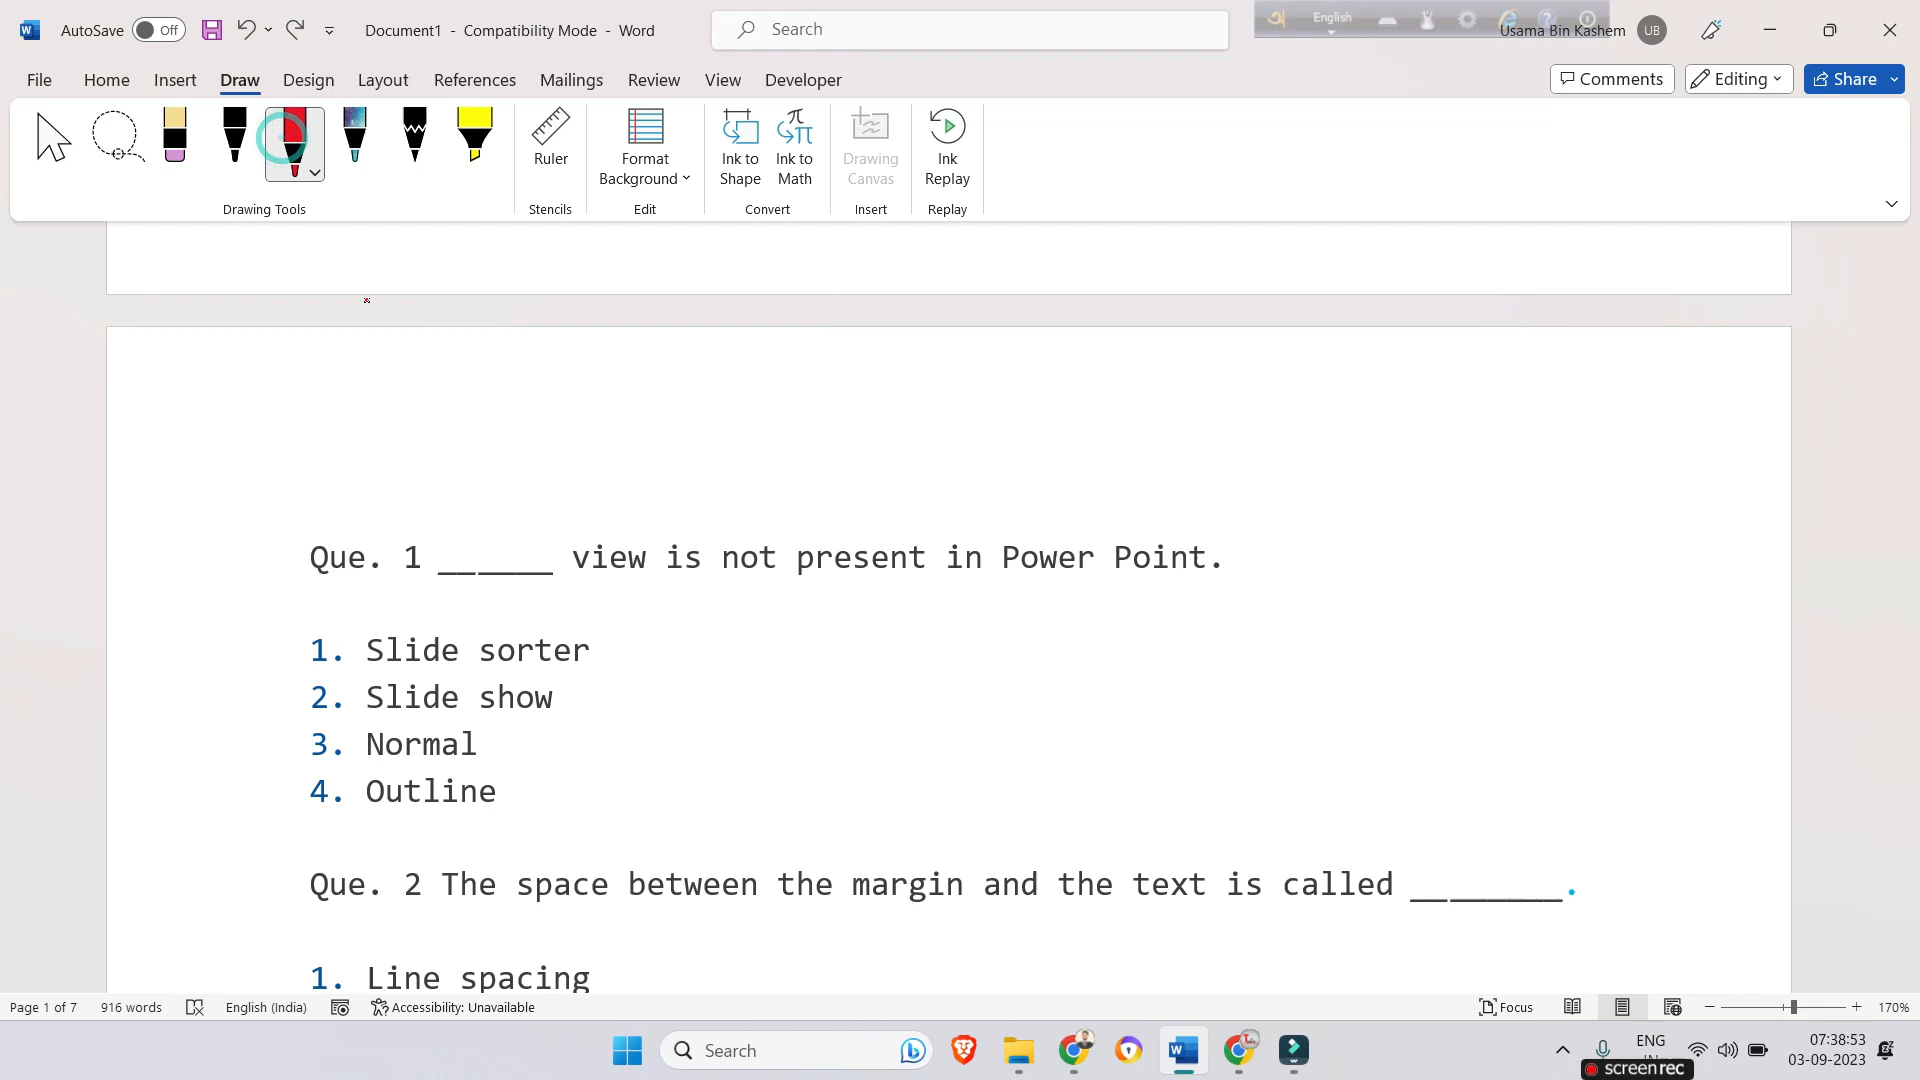 AutoSave Off Document1 - Compatibility Mode - Word Search English Usama Bin Kashem UB
File Home Insert Draw Design Layout References Mailings Review View Developer Comments Editing Share
Ruler Format Background Ink to Shape Ink to Math Drawing Canvas Ink Replay
Drawing Tools Stencils Edit Convert Insert Replay
Que. 1 ______ view is not present in Power Point.
1. Slide sorter
2. Slide show
3. Normal
4. Outline
Que. 2 The space between the margin and the text is called ________.
1. Line spacing
Page 1 of 7 916 words English (India) Accessibility: Unavailable Focus 170%
Search ENG 07:38:53
03-09-2023
screenrec